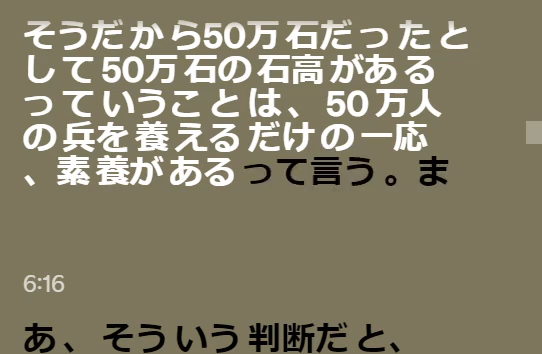 そうだから50万石だったと
して50万石の石高がある
っていうことは、50万人
の兵を養えるだけの一応
、素養があるって言う。ま
6:16
あ、そういう判断だと、